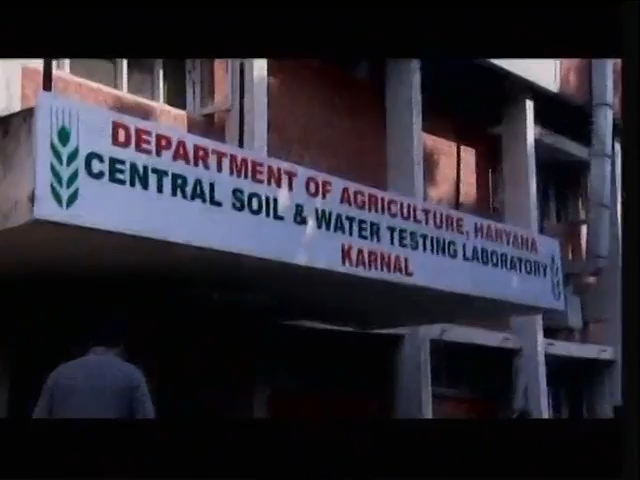 DEPARTMENT OF AGRICULTURE, HARYANA
CENTRAL SOIL & WATER TESTING LABORATORY
KARNAL